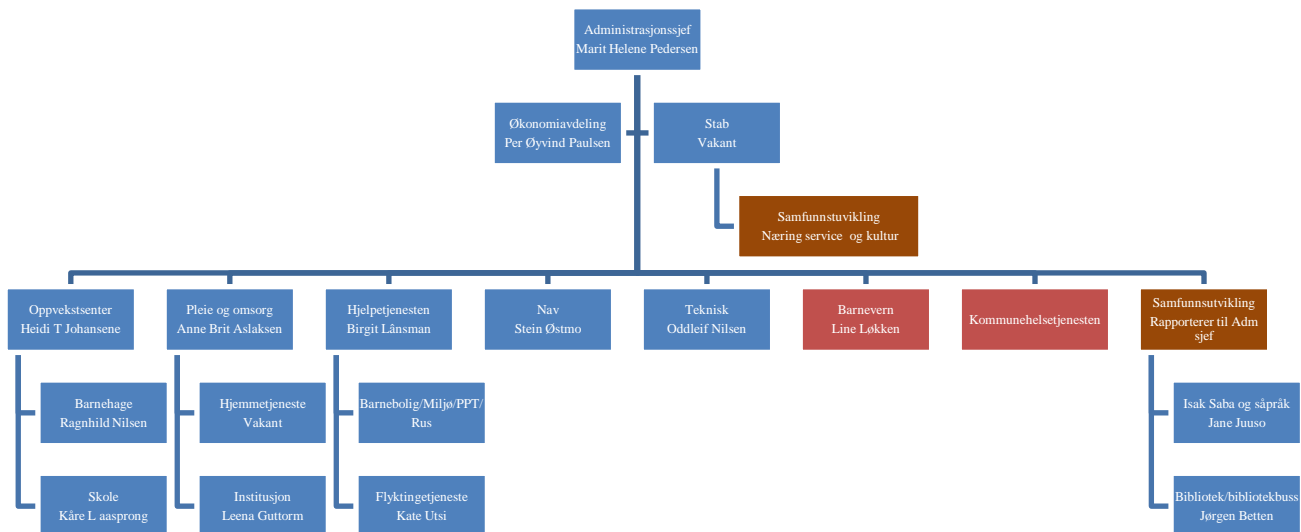 Administrasjonssjef
Marit Helene Pedersen
Økonomiavdeling
Per Øyvind Paulsen
Stab
Vakant
Samfunnstuvikling
Næring service og kultur
Oppvekstsenter
Heidi T Johansene
Pleie og omsorg
Anne Brit Aslaksen
Hjelpetjenesten
Birgit Lânsman
Nav
Stein Østmo
Teknisk
Oddleif Nilsen
Barnevern
Line Løkken
Kommunehelsetjenesten
Samfunnsutvikling
Rapporterer til Adm
sjef
Barnehage
Ragnhild Nilsen
Hjemmetjeneste
Vakant
Barnebolig/Miljø/PPT/
Rus
Isak Saba og såpråk
Jane Juuso
Skole
Kåre L aasprong
Institusjon
Leena Guttorm
Flyktingetjeneste
Kate Utsi
Bibliotek/bibliotekbuss
Jørgen Betten